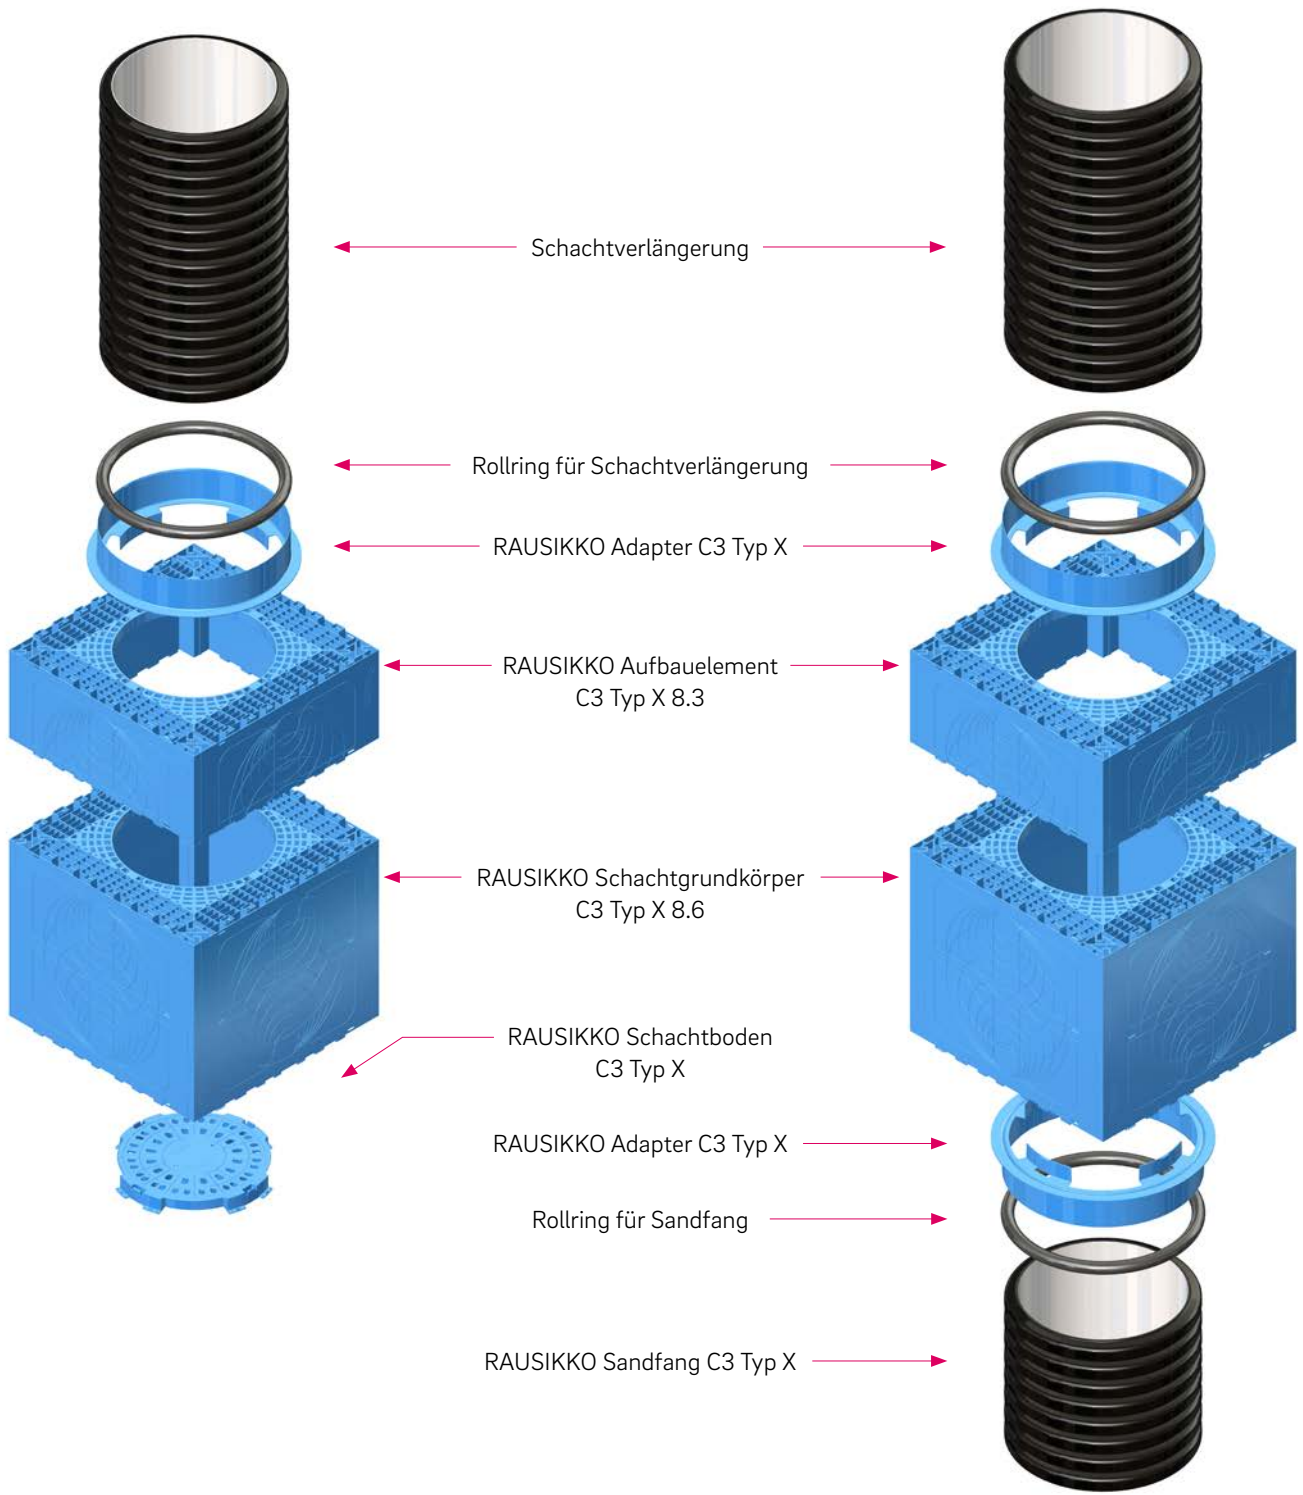 Schachtverlängerung
Rollring für Schachtverlängerung
RAUSIKKO Adapter C3 Typ X
RAUSIKKO Aufbauelement
C3 Typ X 8.3
RAUSIKKO Schachtgrundkörper
C3 Typ X 8.6
RAUSIKKO Schachtboden
C3 Typ X
RAUSIKKO Adapter C3 Typ X
Rollring für Sandfang
RAUSIKKO Sandfang C3 Typ X